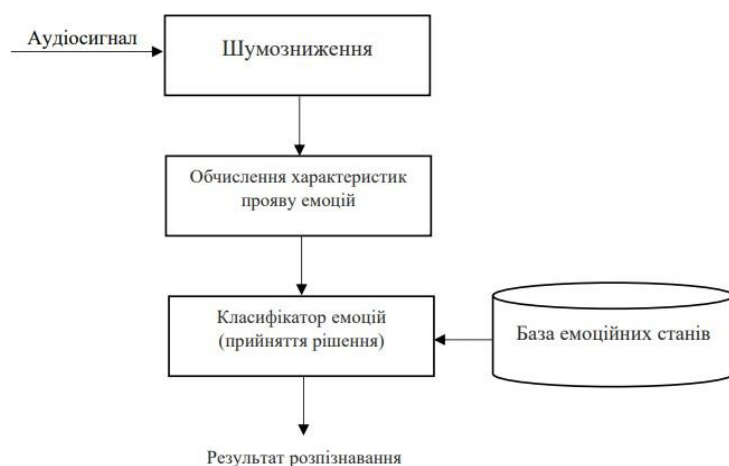 Аудіосигнал
Шумозниження
Обчислення характеристик
прояву емоцій
Класифікатор емоцій
(прийняття рішення)
База емоційних станів
Результат розпізнавання